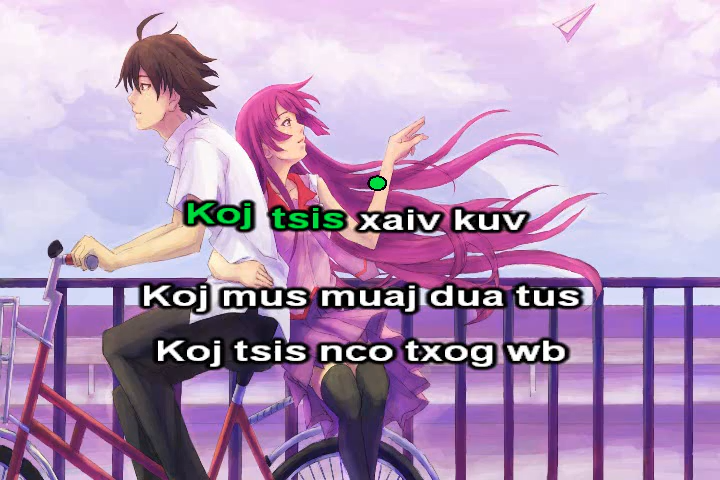 Koj tsis xaiv kuv
Koj mus muaj dua tus
Koj tsis nco txog wb